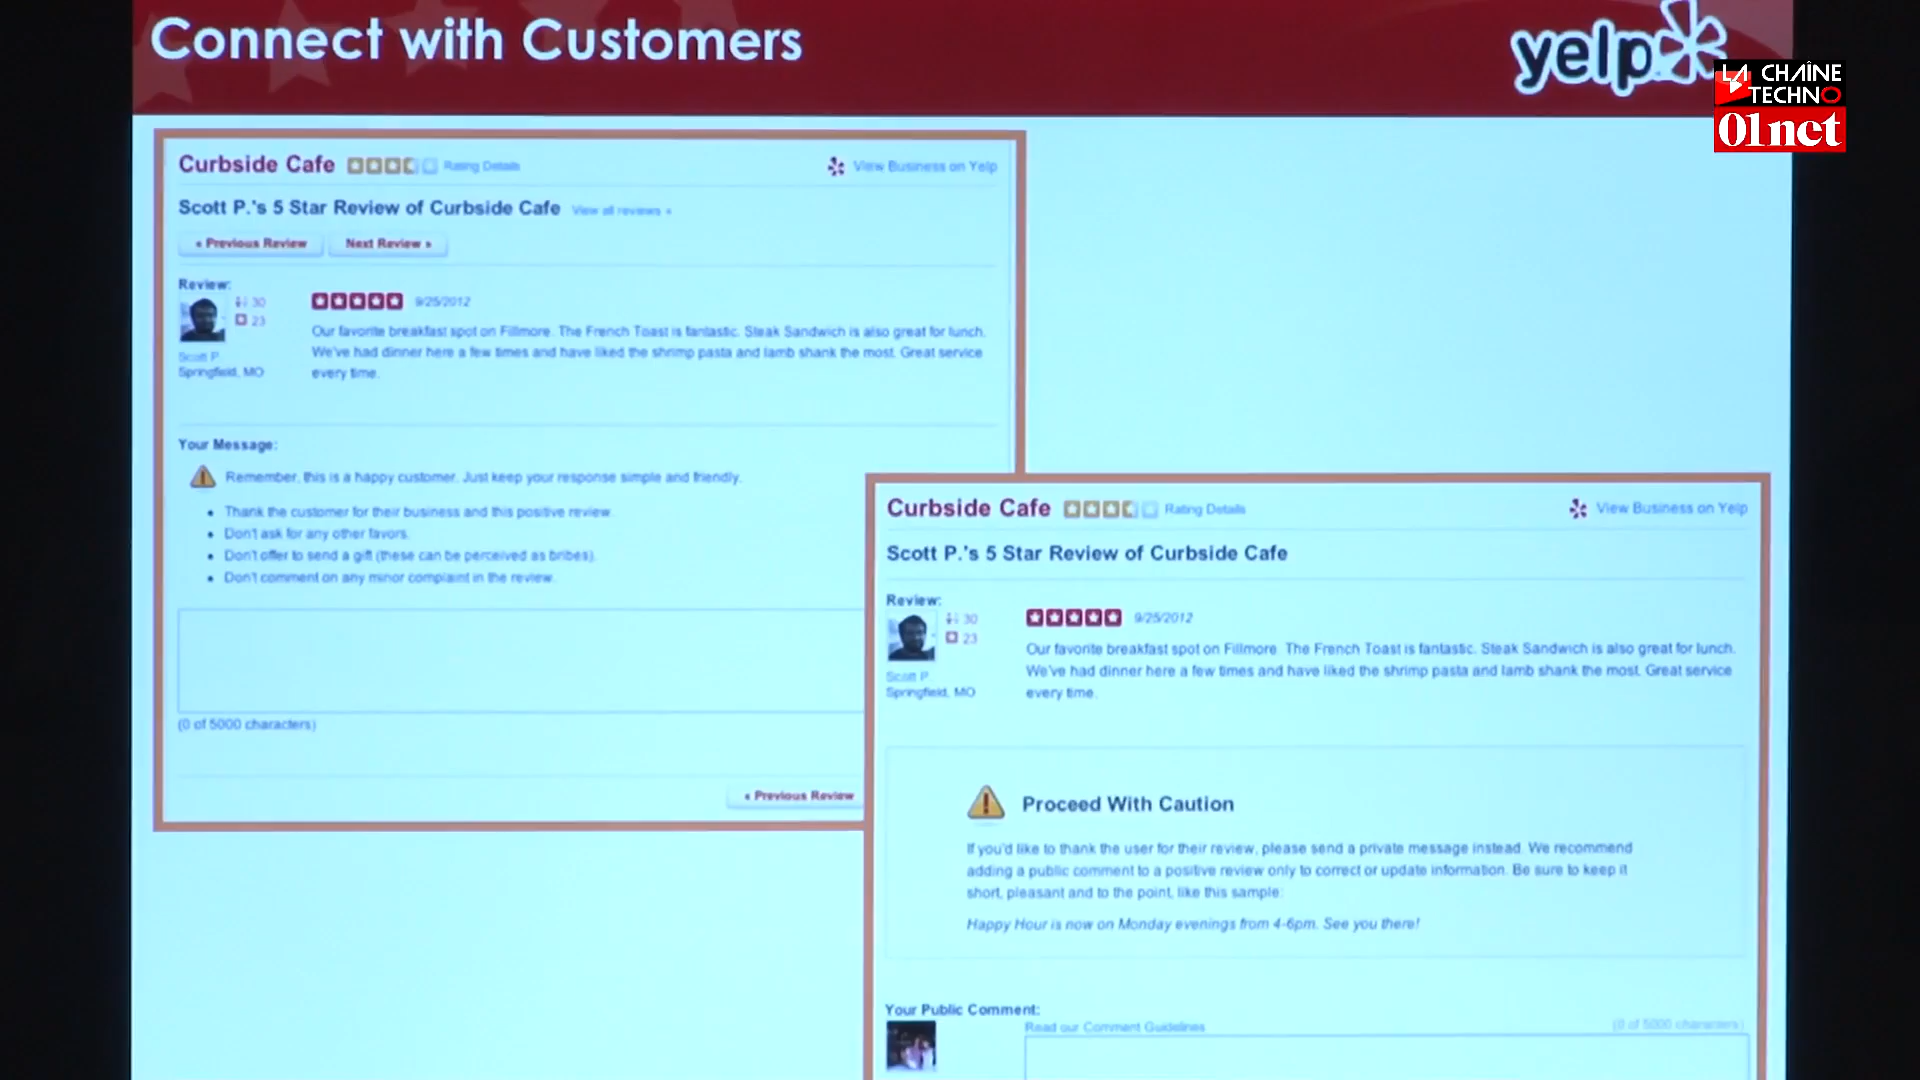 Connect with Customers
yelp
LA CHAÎNE
TECHNO
01net
Curbside Cafe
Rating Details
View Business on Yelp
Scott P.'s 5 Star Review of Curbside Cafe
View all reviews »
« Previous Review
Next Review »
Review:
30
23
9/25/2012
Our favorite breakfast spot on Fillmore. The French Toast is fantastic. Steak Sandwich is also great for lunch.
We've had dinner here a few times and have liked the shrimp pasta and lamb shank the most. Great service
every time.
Scott P.
Springfield, MO
Your Message:
Remember, this is a happy customer. Just keep your response simple and friendly.
• Thank the customer for their business and this positive review.
• Don't ask for any other favors.
• Don't offer to send a gift (these can be perceived as bribes).
• Don't comment on any minor complaint in the review.
(0 of 5000 characters)
« Previous Review
Curbside Cafe
Rating Details
View Business on Yelp
Scott P.'s 5 Star Review of Curbside Cafe
Review:
30
23
9/25/2012
Our favorite breakfast spot on Fillmore. The French Toast is fantastic. Steak Sandwich is also great for lunch.
We've had dinner here a few times and have liked the shrimp pasta and lamb shank the most. Great service
every time.
Scott P.
Springfield, MO
Proceed With Caution
If you'd like to thank the user for their review, please send a private message instead. We recommend
adding a public comment to a positive review only to correct or update information. Be sure to keep it
short, pleasant and to the point, like this sample:
Happy Hour is now on Monday evenings from 4-6pm. See you there!
Your Public Comment:
Read our Comment Guidelines
(0 of 5000 characters)